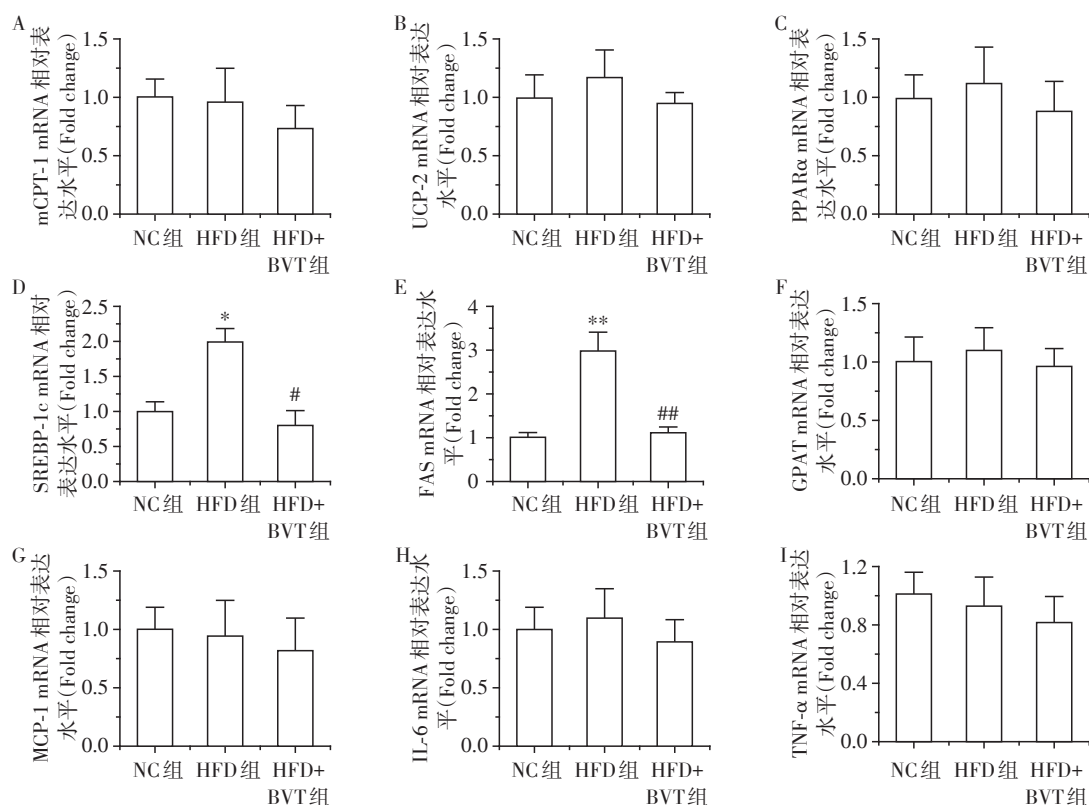 A
mCPT-1 mRNA 相对表
达水平(Fold change)
1.5
1.0
0.5
0.0
NC组 HFD组 HFD+
BVT组
B
UCP-2 mRNA 相对表达
水平(Fold change)
1.5
1.0
0.5
0.0
NC组 HFD组 HFD+
BVT组
C
PPARα mRNA 相对表
达水平(Fold change)
1.5
1.0
0.5
0.0
NC组 HFD组 HFD+
BVT组
D
SREBP-1c mRNA 相对
表达水平(Fold change)
2.5
2.0
1.5
1.0
0.5
0.0
*
#
NC组 HFD组 HFD+
BVT组
E
FAS mRNA 相对表达水
平(Fold change)
4
3
2
1
0
**
##
NC组 HFD组 HFD+
BVT组
F
GPAT mRNA 相对表达
水平(Fold change)
1.5
1.0
0.5
0.0
NC组 HFD组 HFD+
BVT组
G
MCP-1 mRNA 相对表达
水平(Fold change)
1.5
1.0
0.5
0.0
NC组 HFD组 HFD+
BVT组
H
IL-6 mRNA 相对表达水
平(Fold change)
1.5
1.0
0.5
0.0
NC组 HFD组 HFD+
BVT组
I
TNF-α mRNA 相对表达
水平(Fold change)
1.2
0.8
0.4
0.0
NC组 HFD组 HFD+
BVT组